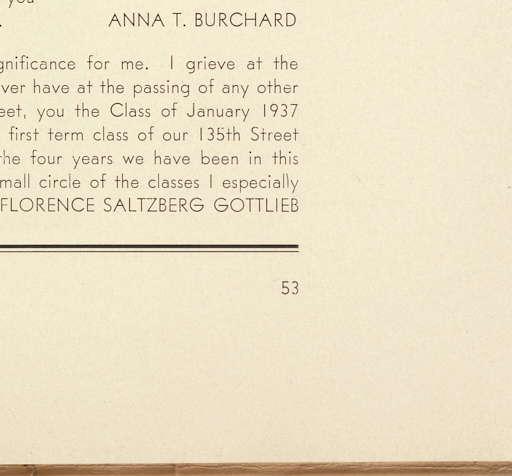 you
. ANNA T. BURCHARD
gnificance for me. I grieve at the
ver have at the passing of any other
eet, you the Class of January 1937
first term class of our 135th Street
the four years we have been in this
mall circle of the classes I especially
FLORENCE SALTZBERG GOTTLIEB
53